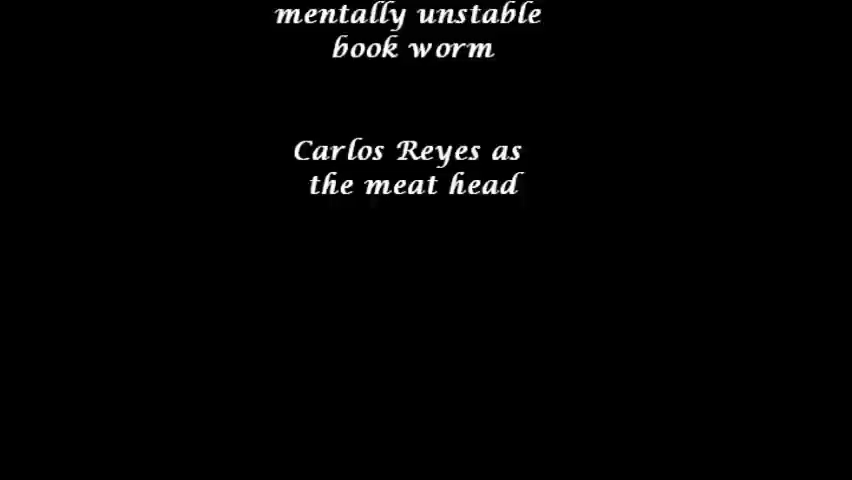 mentally unstable
book worm
Carlos Reyes as
the meat head